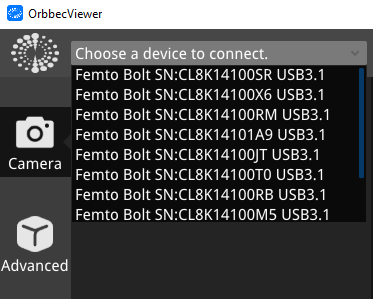 OrbbecViewer
Choose a device to connect.
Femto Bolt SN:CL8K14100SR USB3.1
Femto Bolt SN:CL8K14100X6 USB3.1
Femto Bolt SN:CL8K14100RM USB3.1
Femto Bolt SN:CL8K14101A9 USB3.1
Femto Bolt SN:CL8K14100JT USB3.1
Femto Bolt SN:CL8K14100T0 USB3.1
Femto Bolt SN:CL8K14100RB USB3.1
Femto Bolt SN:CL8K14100M5 USB3.1
Camera
Advanced